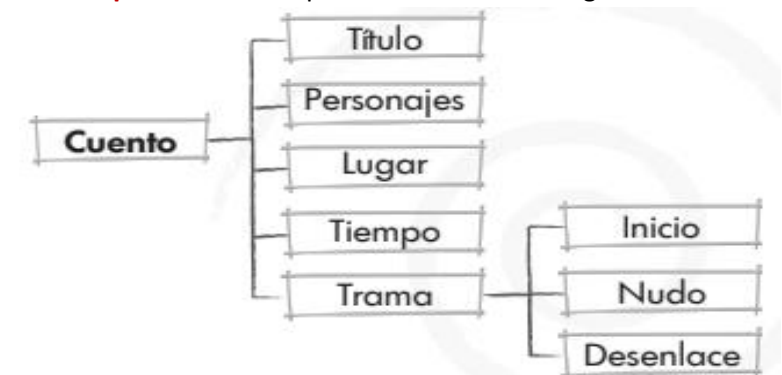 Título
Personajes
Cuento
Lugar
Tiempo
Inicio
Trama
Nudo
Desenlace